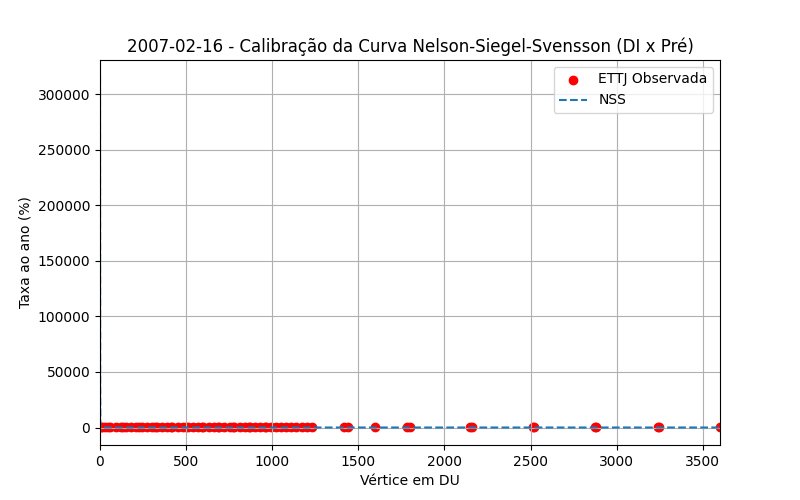 2007-02-16 - Calibração da Curva Nelson-Siegel-Svensson (DI x Pré)
ETTJ Observada
NSS
Taxa ao ano (%)
300000
250000
200000
150000
100000
50000
0
0 500 1000 1500 2000 2500 3000 3500
Vértice em DU